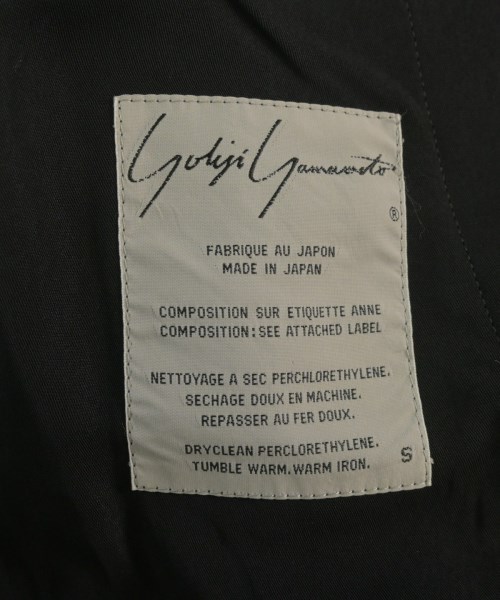 Yohji Yamamoto.
®
FABRIQUE AU JAPON
MADE IN JAPAN
COMPOSITION SUR ETIQUETTE ANNE
COMPOSITION:SEE ATTACHED LABEL
NETTOYAGE A SEC PERCHLORETHYLENE.
SECHAGE DOUX EN MACHINE.
REPASSER AU FER DOUX.
DRYCLEAN PERCLORETHYLENE.
TUMBLE WARM.WARM IRON.
S